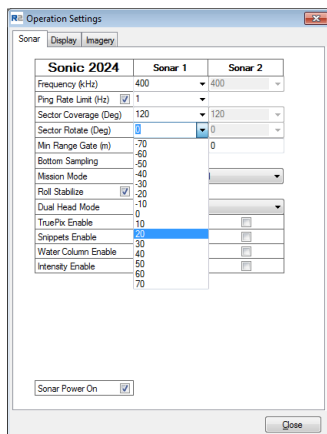 R2 Operation Settings
Sonar Display Imagery
Sonic 2024 Sonar 1 Sonar 2
Frequency (kHz) 400 400
Ping Rate Limit (Hz) 1
Sector Coverage (Deg) 120 120
Sector Rotate (Deg) 0 0
Min Range Gate (m) -70 0
-60
Bottom Sampling -50
Mission Mode -40
-30
Roll Stabilize -20
Dual Head Mode -10
0
TruePix Enable 10
Snippets Enable 20
30
Water Column Enable 40
Intensity Enable 50
60
70
Sonar Power On
Close